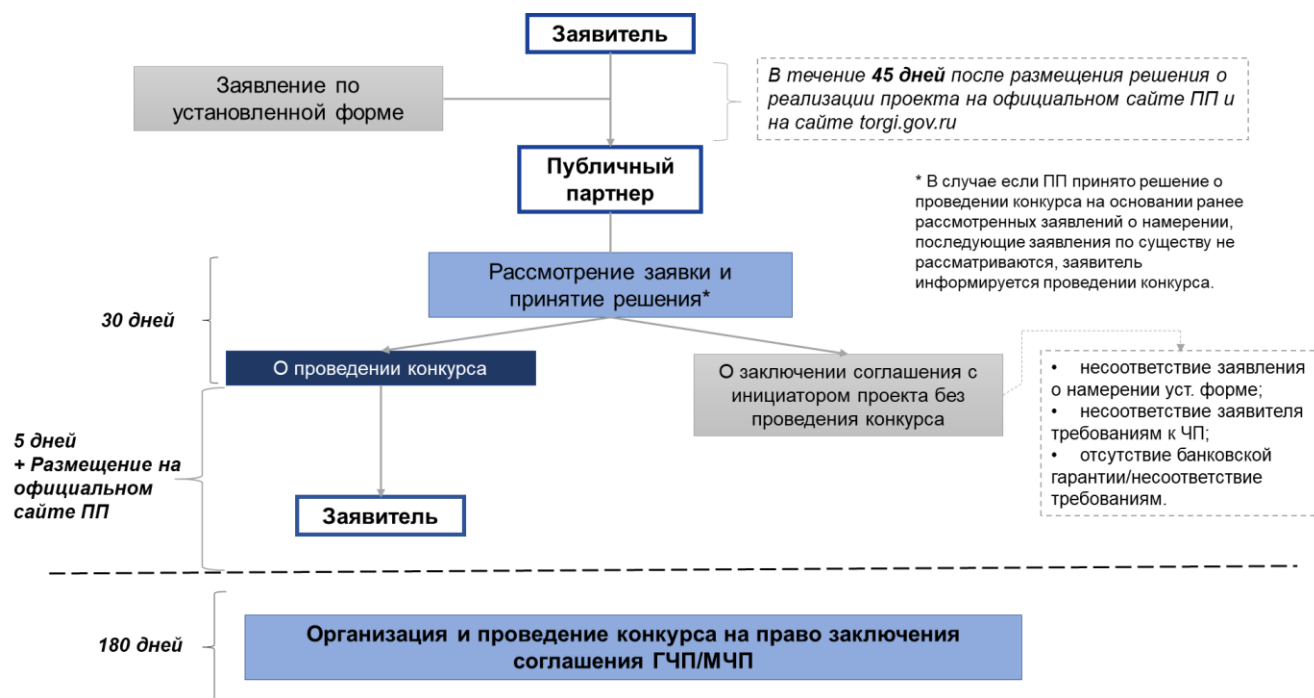 Заявитель
Заявление по
установленной форме
В течение 45 дней после размещения решения о
реализации проекта на официальном сайте ПП и
на сайте torgi.gov.ru
Публичный
партнер
* В случае если ПП принято решение о
проведении конкурса на основании ранее
рассмотренных заявлений о намерении,
последующие заявления по существу не
рассматриваются, заявитель
информируется проведении конкурса.
Рассмотрение заявки и
принятие решения*
30 дней
О проведении конкурса
О заключении соглашения с
инициатором проекта без
проведения конкурса
• несоответствие заявления
о намерении уст. форме;
• несоответствие заявителя
требованиям к ЧП;
• отсутствие банковской
гарантии/несоответствие
требованиям.
5 дней
+ Размещение на
официальном
сайте ПП
Заявитель
180 дней
Организация и проведение конкурса на право заключения
соглашения ГЧП/МЧП